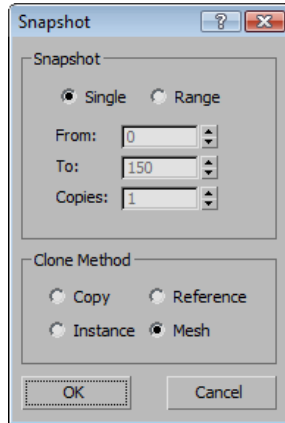 Snapshot
Snapshot
Single Range
From: 0
To: 150
Copies: 1
Clone Method
Copy Reference
Instance Mesh
OK Cancel